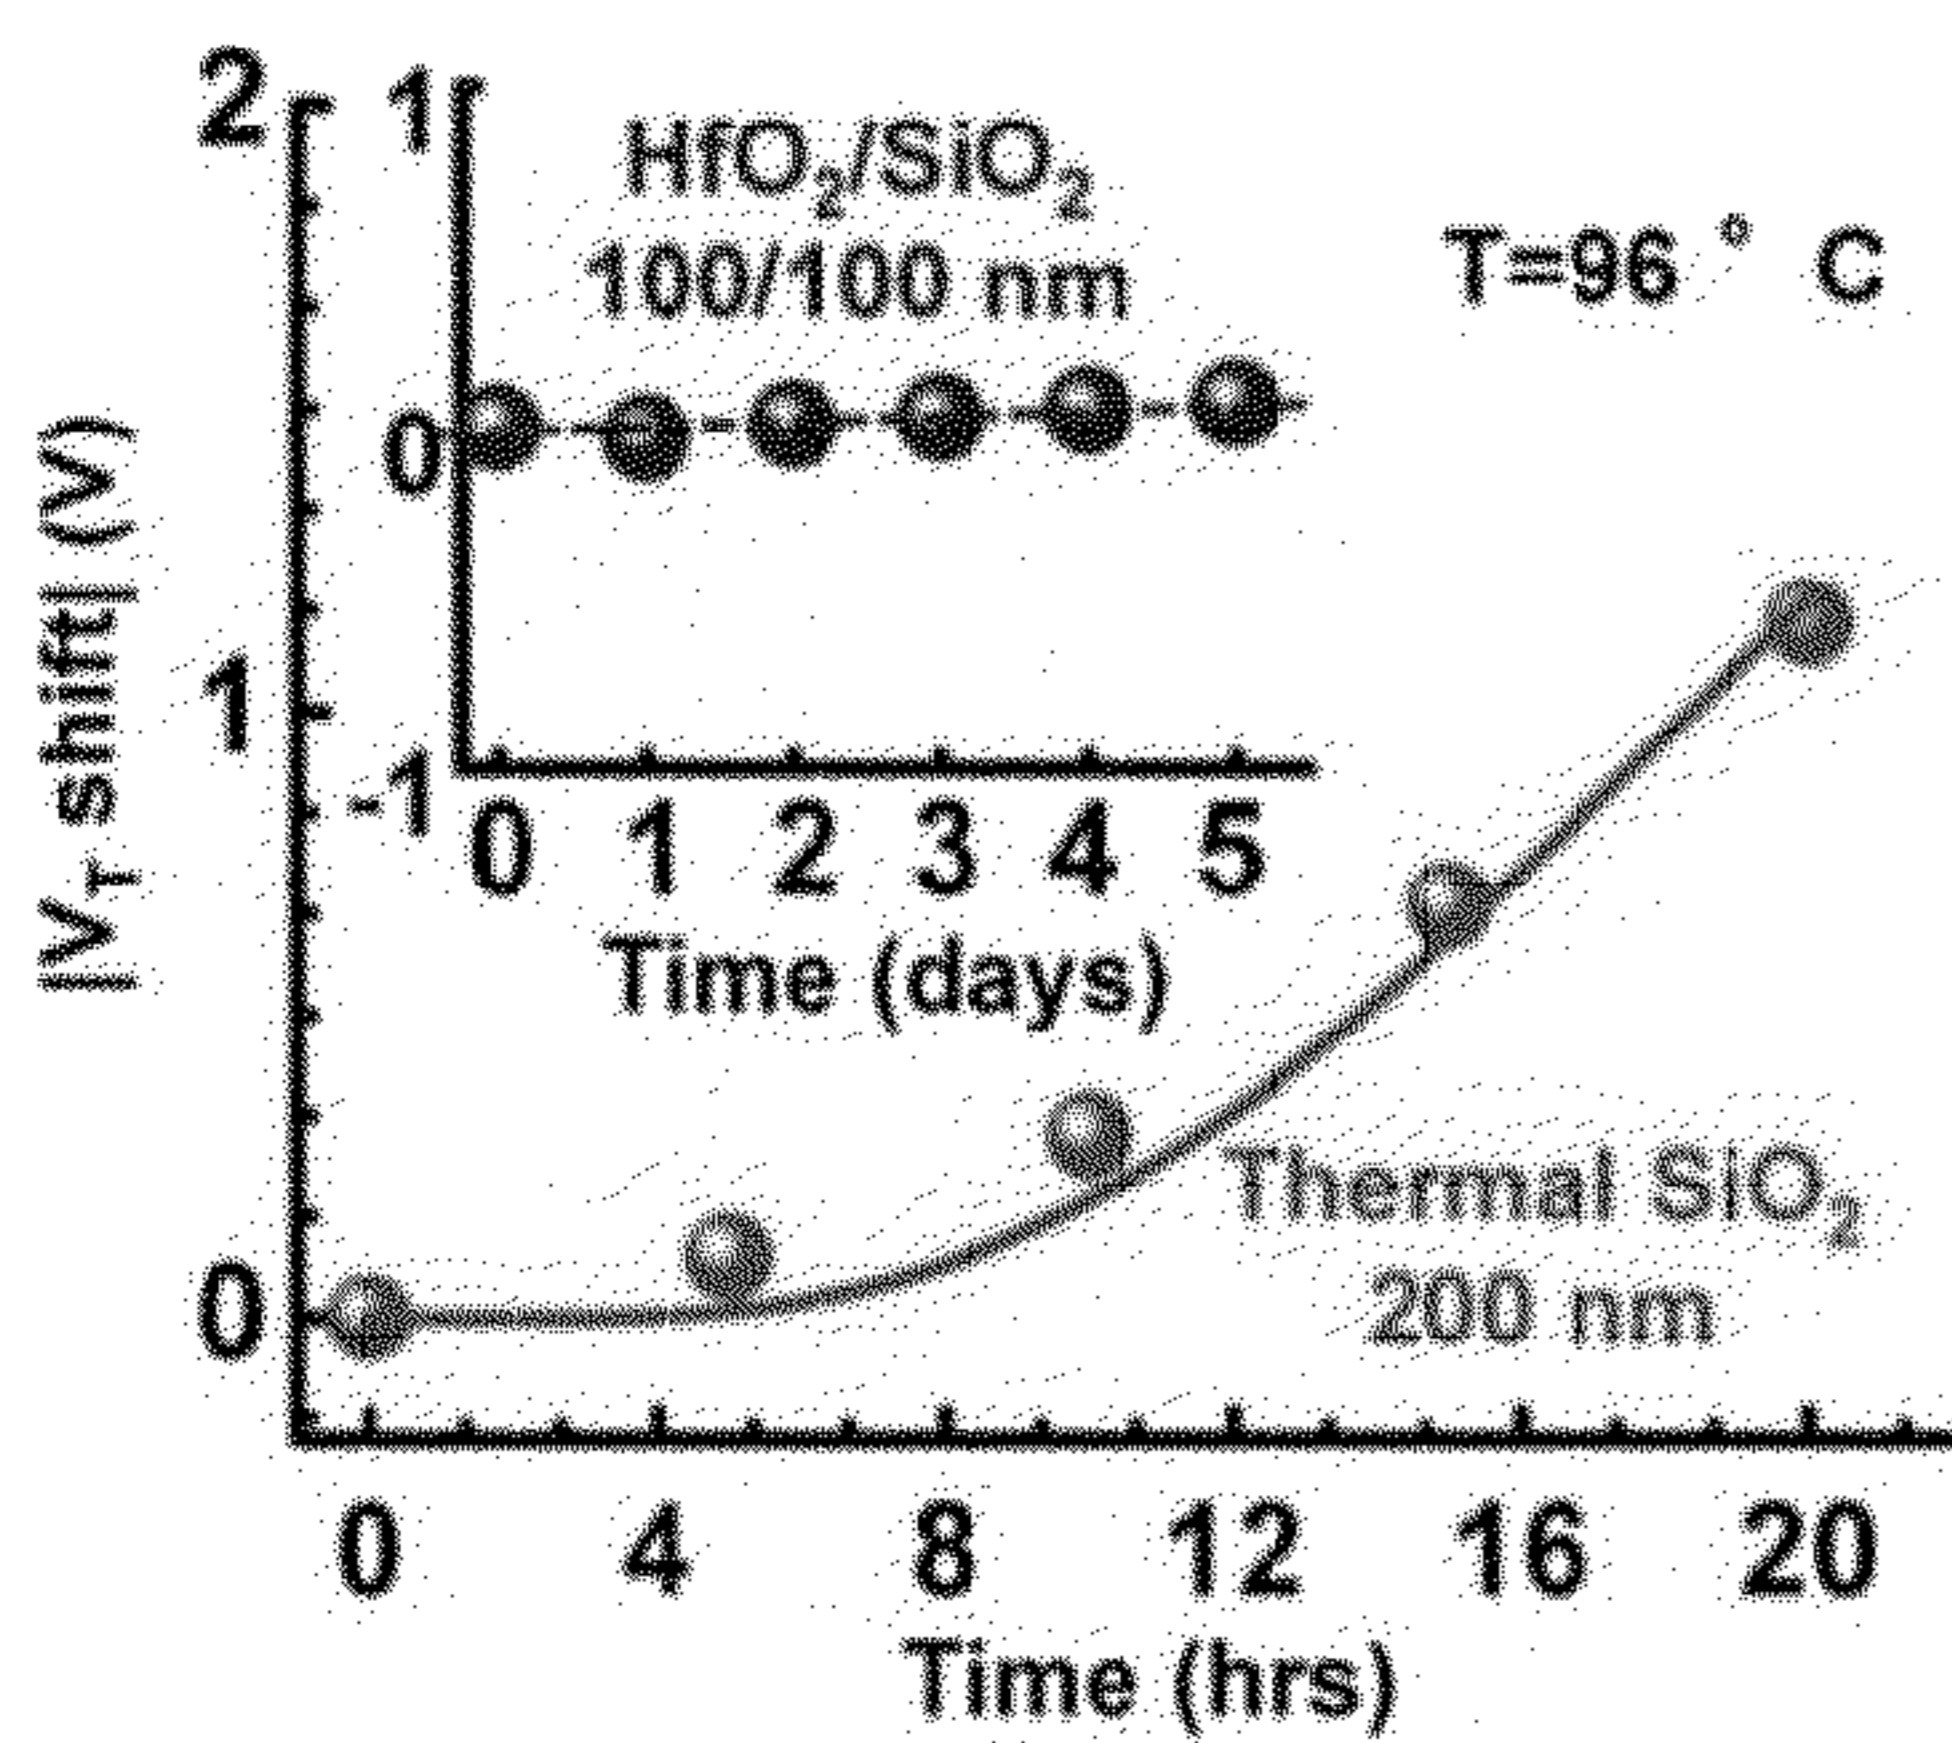 2
1
0
|V_T shift| (V)
1
0
-1
HfO₂/SiO₂
100/100 nm
0 1 2 3 4 5
Time (days)
T=96 ° C
Thermal SiO₂
200 nm
0 4 8 12 16 20
Time (hrs)